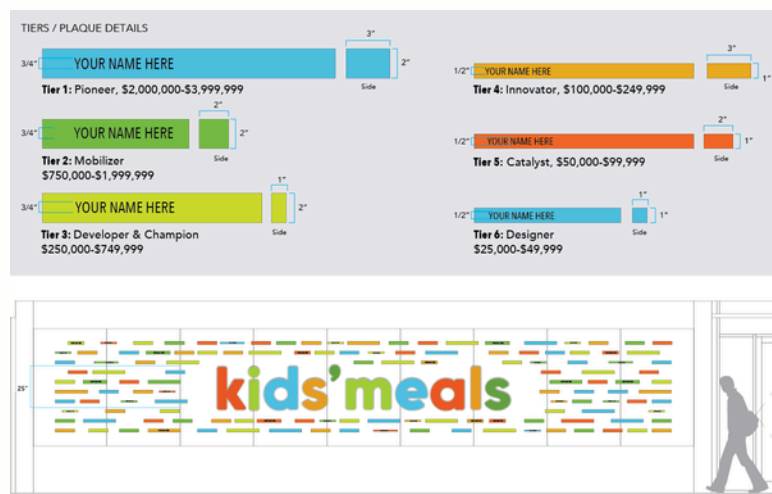 TIERS / PLAQUE DETAILS
3/4"
YOUR NAME HERE
3"
2"
Side
Tier 1: Pioneer, $2,000,000-$3,999,999
3/4"
YOUR NAME HERE
2"
2"
Side
Tier 2: Mobilizer
$750,000-$1,999,999
3/4"
YOUR NAME HERE
1"
2"
Side
Tier 3: Developer & Champion
$250,000-$749,999
1/2"
YOUR NAME HERE
3"
1"
Side
Tier 4: Innovator, $100,000-$249,999
1/2"
YOUR NAME HERE
2"
1"
Side
Tier 5: Catalyst, $50,000-$99,999
1/2"
YOUR NAME HERE
1"
1"
Side
Tier 6: Designer
$25,000-$49,999
25"
kids'meals